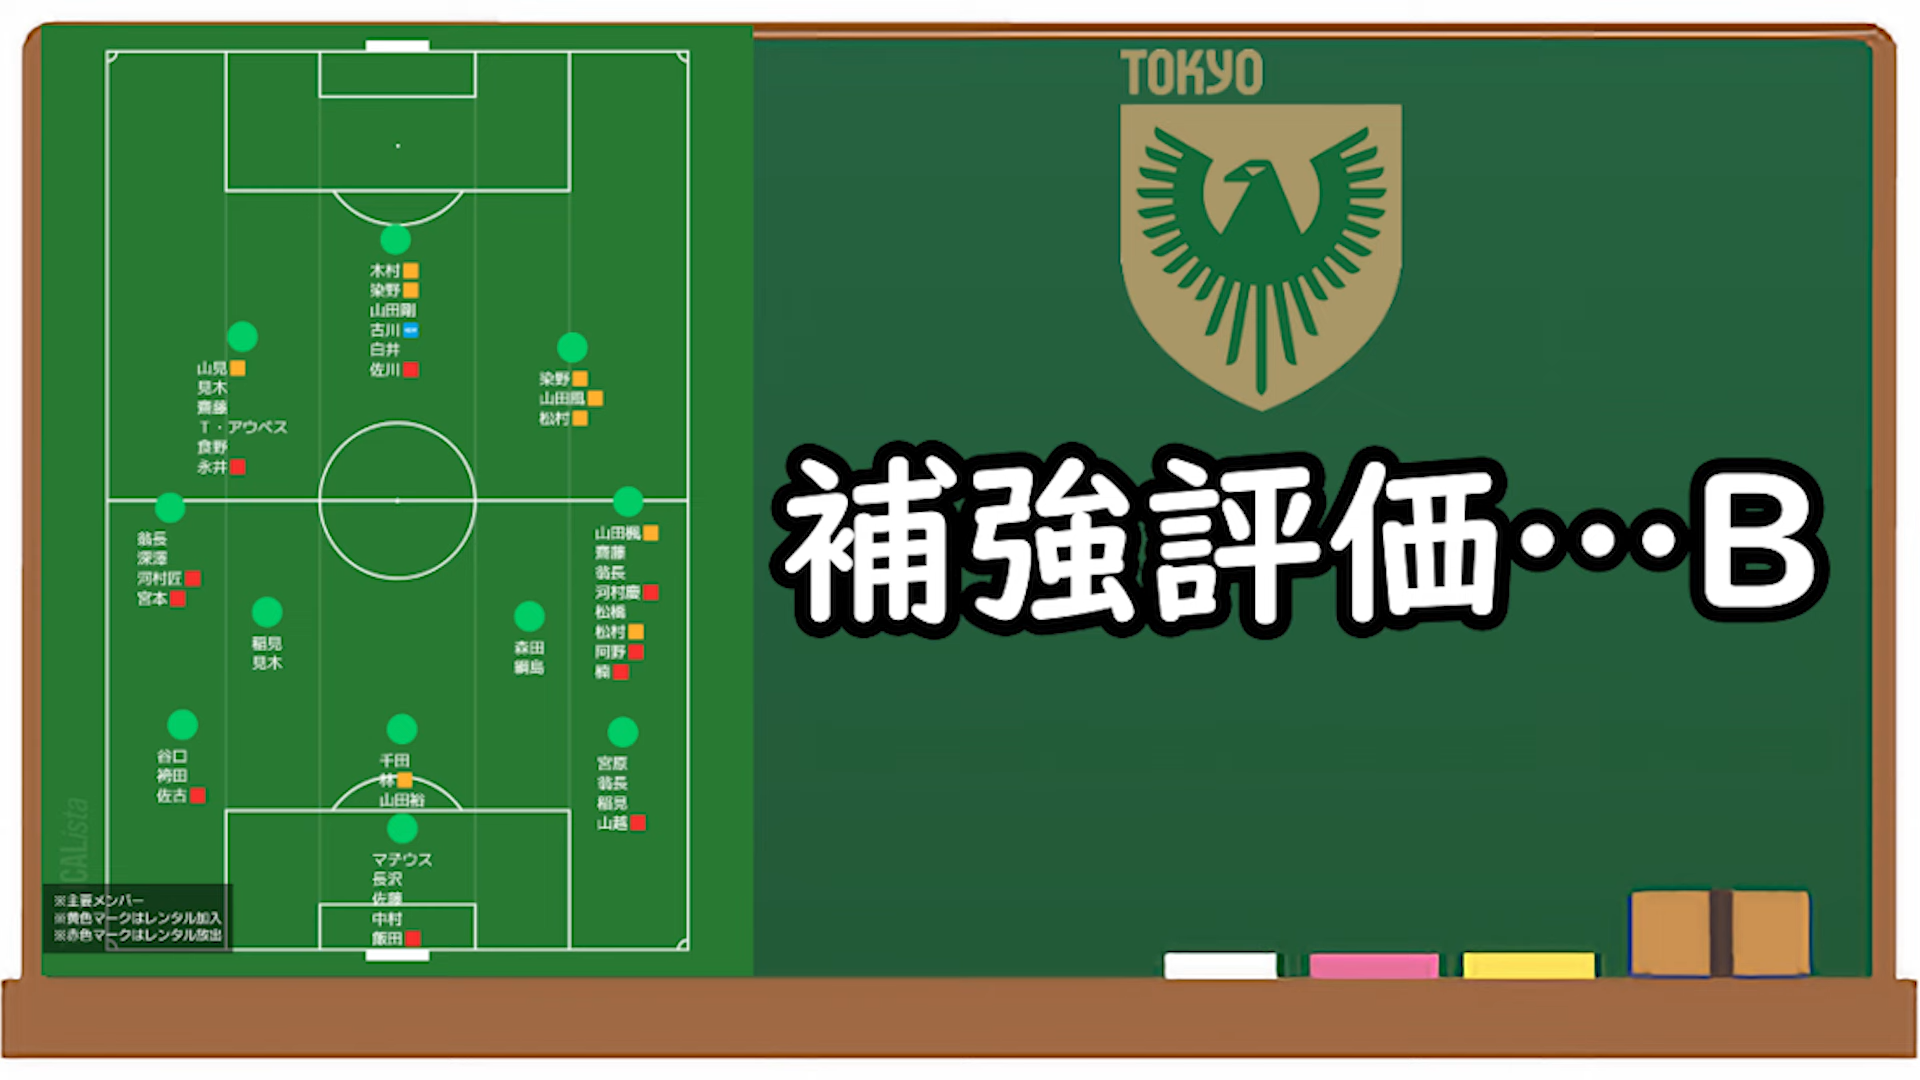 TOKYO
補強評価…B
木村
染野
山田剛
古川
白井
佐川
山見
見木
齋藤
T・アウベス
食野
永井
染野
山田風
松村
翁長
深澤
河村匠
宮本
山田楓
齋藤
翁長
河村慶
松橋
松村
阿野
楠
稲見
見木
森田
綱島
谷口
袴田
佐古
千田
林
山田裕
宮原
翁長
稲見
山越
マテウス
長沢
佐藤
中村
飯田
CALista
※主要メンバー
※黄色マークはレンタル加入
※赤色マークはレンタル放出